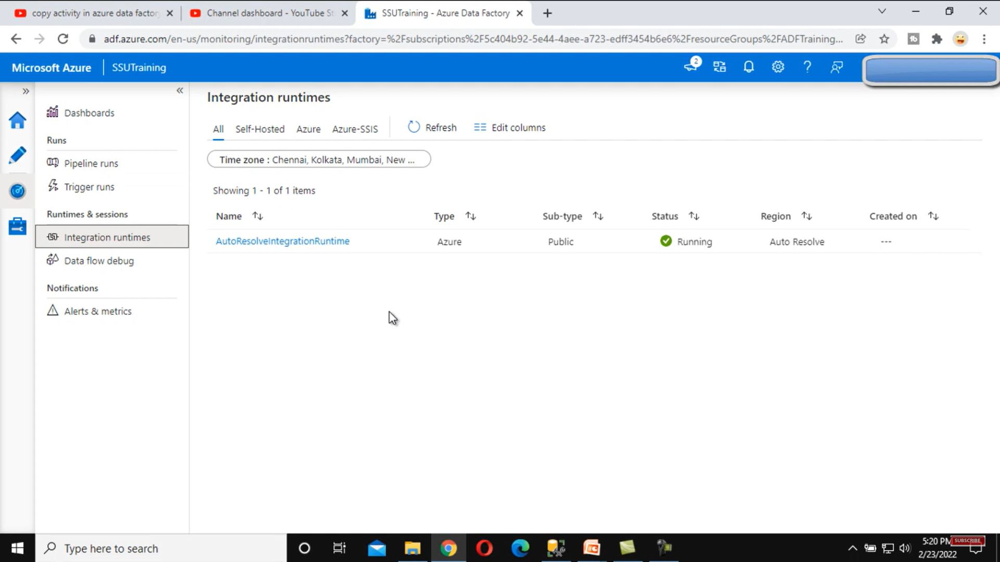 copy activity in azure data factor
Channel dashboard - YouTube St
SSUTraining - Azure Data Factory
adf.azure.com/en-us/monitoring/integrationruntimes?factory=%2Fsubscriptions%2F5c404b92-5e44-4aee-a723-edff3454b6e6%2FresourceGroups%2FADFTraining...
Microsoft Azure
SSUTraining
2
Dashboards
Runs
Pipeline runs
Trigger runs
Runtimes & sessions
Integration runtimes
Data flow debug
Notifications
Alerts & metrics
Integration runtimes
All Self-Hosted Azure Azure-SSIS Refresh Edit columns
Time zone : Chennai, Kolkata, Mumbai, New ...
Showing 1 - 1 of 1 items
Name Type Sub-type Status Region Created on
AutoResolveIntegrationRuntime Azure Public Running Auto Resolve ---
Type here to search
5:20 PM
SUBSCRIBE
2/23/2022